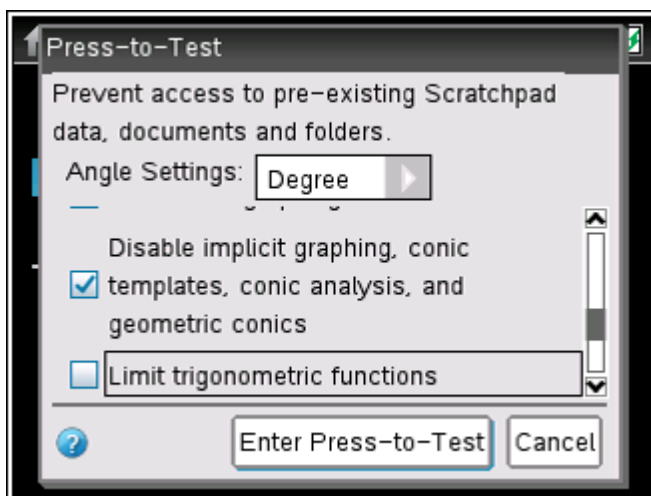 Press-to-Test
Prevent access to pre-existing Scratchpad
data, documents and folders.
Angle Settings: Degree
Disable implicit graphing, conic
templates, conic analysis, and
geometric conics
Limit trigonometric functions
Enter Press-to-Test Cancel